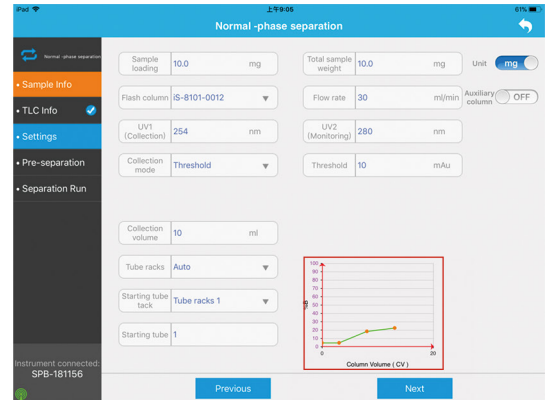 iPad 上午9:05 61%
Normal -phase separation
Normal -phase separation
• Sample Info
• TLC Info
• Settings
• Pre-separation
• Separation Run
Instrument connected:
SPB-181156
Sample loading 10.0 mg
Total sample weight 10.0 mg
Unit mg
Flash column iS-8101-0012
Flow rate 30 ml/min
Auxiliary column OFF
UV1 (Collection) 254 nm
UV2 (Monitoring) 280 nm
Collection mode Threshold
Threshold 10 mAu
Collection volume 10 ml
Tube racks Auto
Starting tube tack Tube racks 1
Starting tube 1
100
90
80
70
60
50
40
30
20
10
0
%B
0 20
Column Volume ( CV )
Previous Next